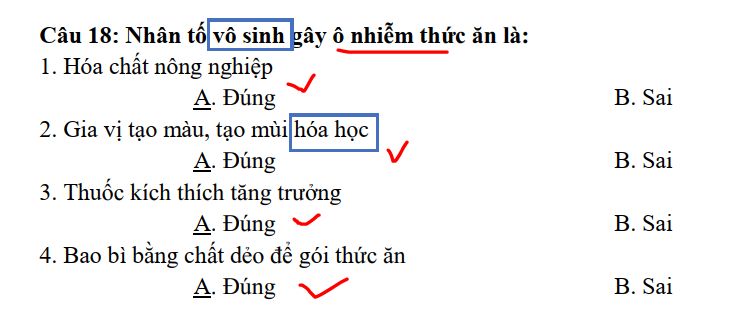 Câu 18: Nhân tố vô sinh gây ô nhiễm thức ăn là:
1. Hóa chất nông nghiệp
A. Đúng B. Sai
2. Gia vị tạo màu, tạo mùi hóa học
A. Đúng B. Sai
3. Thuốc kích thích tăng trưởng
A. Đúng B. Sai
4. Bao bì bằng chất dẻo để gói thức ăn
A. Đúng B. Sai